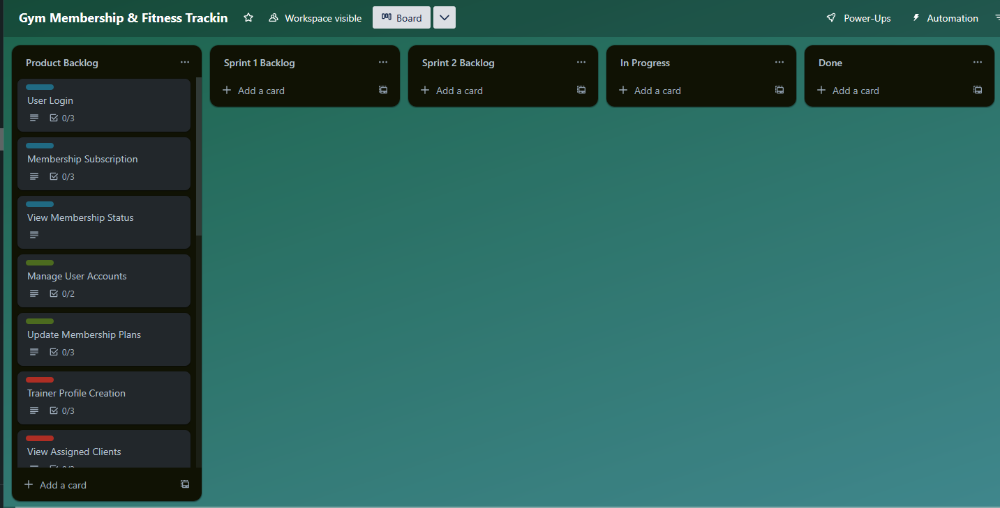 Gym Membership & Fitness Trackin
Workspace visible
Board
Power-Ups
Automation
Product Backlog
User Login
0/3
Membership Subscription
0/3
View Membership Status
Manage User Accounts
0/2
Update Membership Plans
0/3
Trainer Profile Creation
0/3
View Assigned Clients
Add a card
Sprint 1 Backlog
Add a card
Sprint 2 Backlog
Add a card
In Progress
Add a card
Done
Add a card